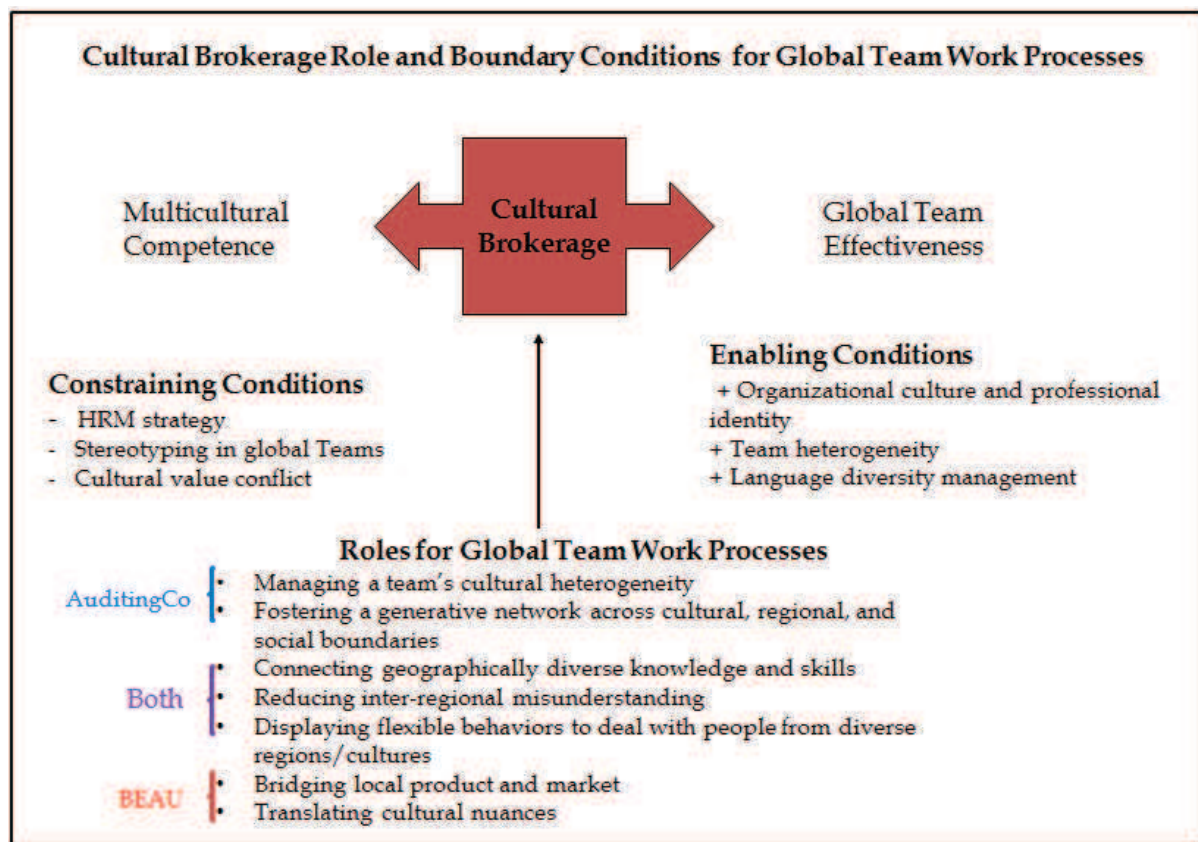 Cultural Brokerage Role and Boundary Conditions for Global Team Work Processes
Multicultural
Competence
Cultural
Brokerage
Global Team
Effectiveness
Constraining Conditions
- HRM strategy
- Stereotyping in global Teams
- Cultural value conflict
Enabling Conditions
+ Organizational culture and professional
identity
+ Team heterogeneity
+ Language diversity management
Roles for Global Team Work Processes
AuditingCo
• Managing a team's cultural heterogeneity
• Fostering a generative network across cultural, regional, and
social boundaries
Both
• Connecting geographically diverse knowledge and skills
• Reducing inter-regional misunderstanding
• Displaying flexible behaviors to deal with people from diverse
regions/cultures
BEAU
• Bridging local product and market
• Translating cultural nuances